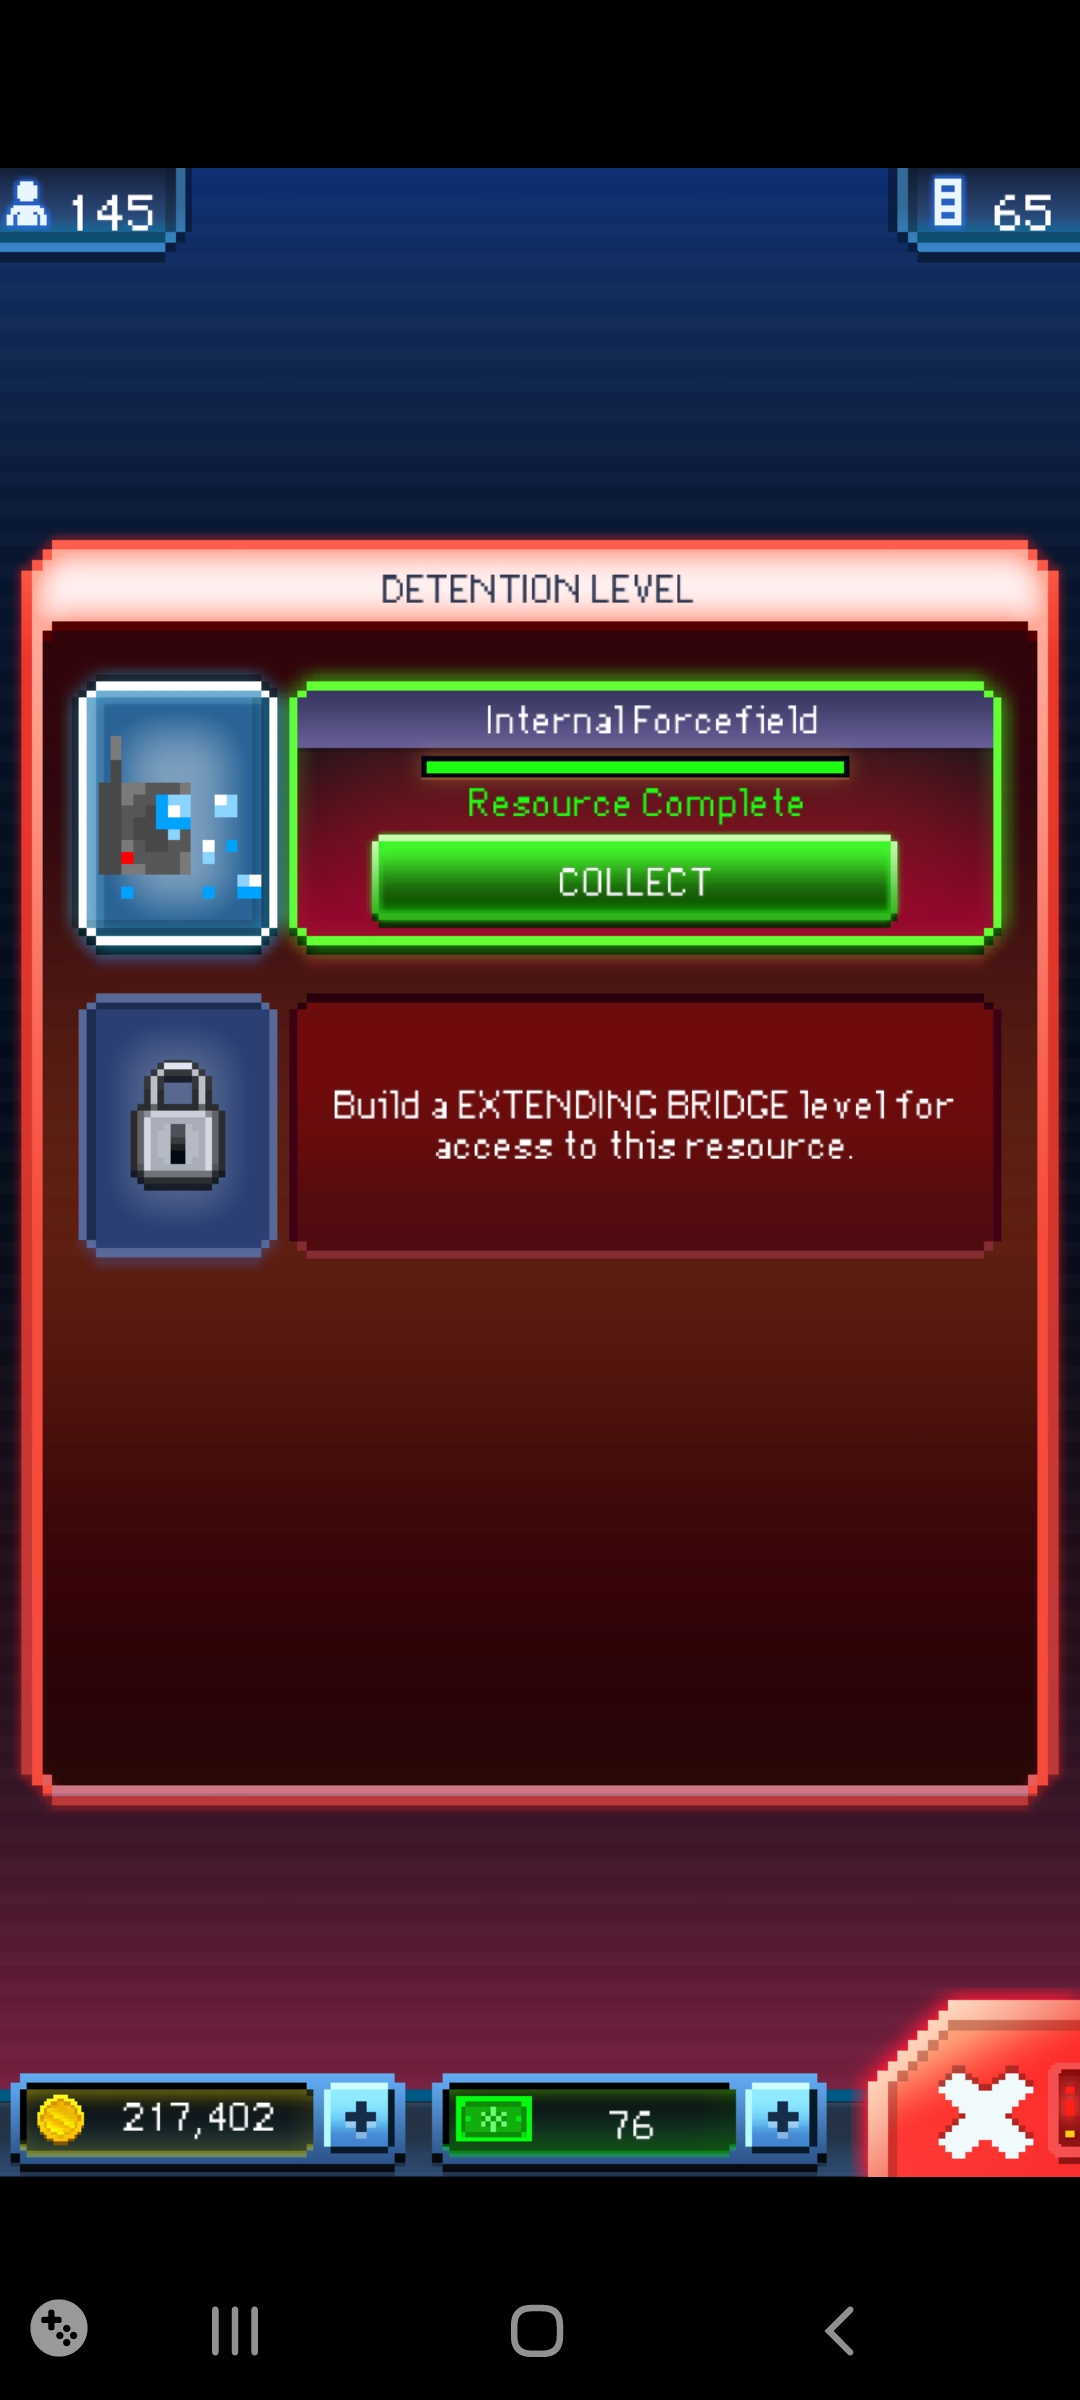 145
65
DETENTION LEVEL
Internal Forcefield
Resource Complete
COLLECT
Build a EXTENDING BRIDGE level for
access to this resource.
217,402
76